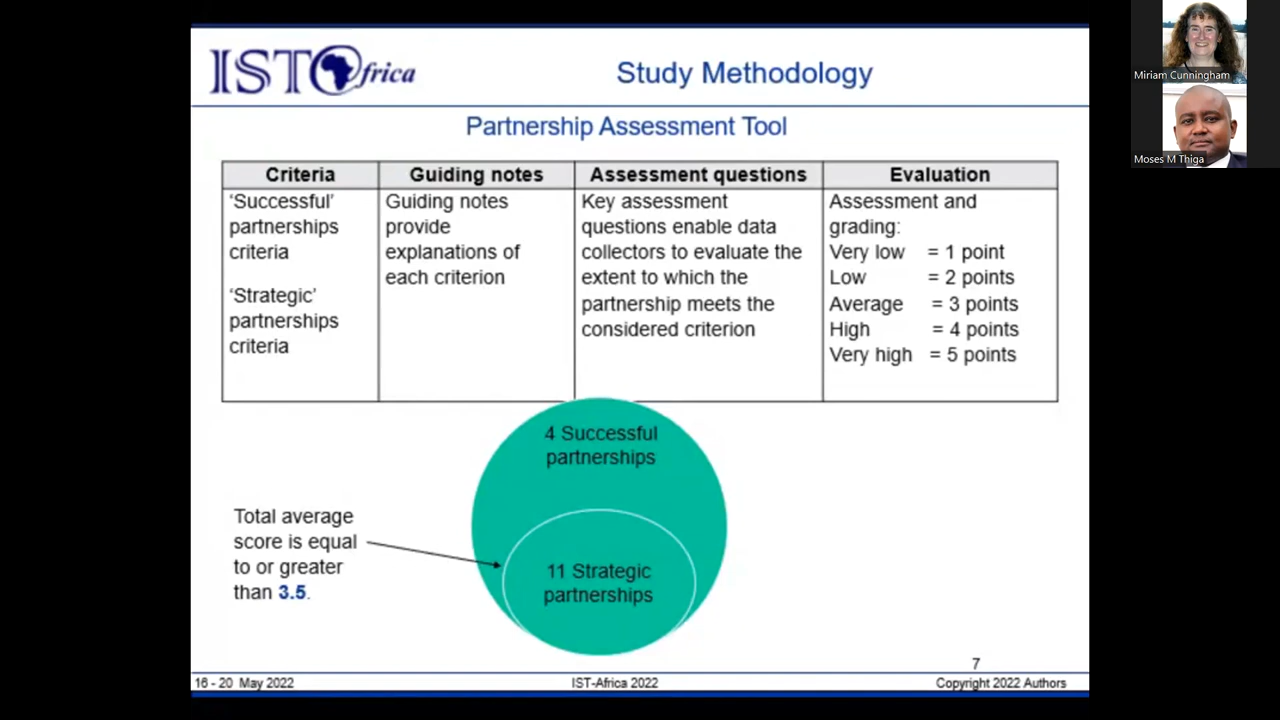 IST Africa
Study Methodology
Partnership Assessment Tool
Criteria
Guiding notes
Assessment questions
Evaluation
'Successful'
partnerships
criteria
'Strategic'
partnerships
criteria
Guiding notes
provide
explanations of
each criterion
Key assessment
questions enable data
collectors to evaluate the
extent to which the
partnership meets the
considered criterion
Assessment and
grading:
Very low = 1 point
Low = 2 points
Average = 3 points
High = 4 points
Very high = 5 points
4 Successful
partnerships
Total average
score is equal
to or greater
than 3.5.
11 Strategic
partnerships
7
16 - 20 May 2022
IST-Africa 2022
Copyright 2022 Authors
Miriam Cunningham
Moses M Thiga